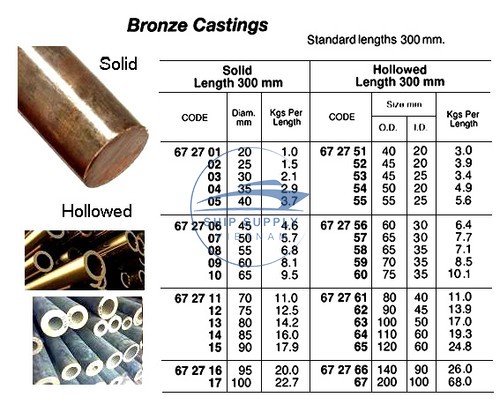 Bronze Castings
Standard lengths 300 mm.
Solid
Hollowed
Solid Length 300 mm
Hollowed Length 300 mm
CODE Diam. mm Kgs Per Length CODE Size mm O.D. I.D. Kgs Per Length
67 27 01 20 1.0 67 27 51 40 20 3.0
02 25 1.5 52 45 20 3.9
03 30 2.1 53 45 25 3.4
04 35 2.9 54 50 20 4.9
05 40 3.7 55 55 25 5.6
SHIP SUPPLY
67 27 06 45 4.6 67 27 56 60 30 6.4
07 50 5.7 57 65 30 7.7
08 55 6.8 58 65 35 7.1
09 60 8.1 59 70 35 8.5
10 65 9.5 60 75 35 10.1
67 27 11 70 11.0 67 27 61 80 40 11.0
12 75 12.5 62 90 45 13.9
13 80 14.2 63 100 50 17.0
14 85 16.0 64 110 60 19.3
15 90 17.9 65 120 60 24.8
67 27 16 95 20.0 67 27 66 140 90 26.0
17 100 22.7 67 200 100 68.0